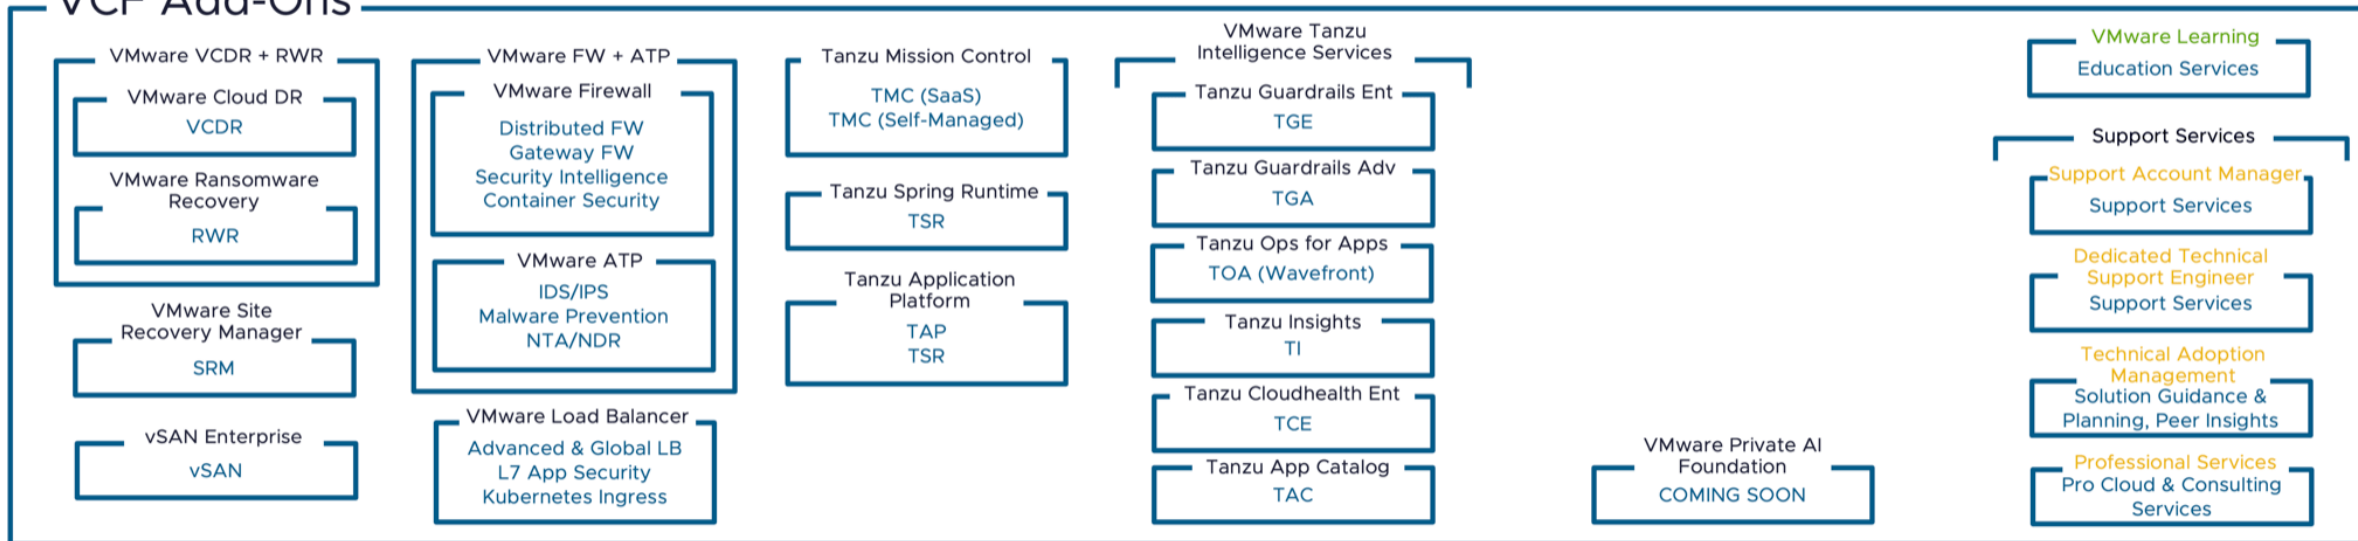 VCF Add-Ons
VMware VCDR + RWR
VMware Cloud DR
VCDR
VMware Ransomware
Recovery
RWR
VMware Site
Recovery Manager
SRM
vSAN Enterprise
vSAN
VMware FW + ATP
VMware Firewall
Distributed FW
Gateway FW
Security Intelligence
Container Security
VMware ATP
IDS/IPS
Malware Prevention
NTA/NDR
VMware Load Balancer
Advanced & Global LB
L7 App Security
Kubernetes Ingress
Tanzu Mission Control
TMC (SaaS)
TMC (Self-Managed)
Tanzu Spring Runtime
TSR
Tanzu Application
Platform
TAP
TSR
VMware Tanzu
Intelligence Services
Tanzu Guardrails Ent
TGE
Tanzu Guardrails Adv
TGA
Tanzu Ops for Apps
TOA (Wavefront)
Tanzu Insights
TI
Tanzu Cloudhealth Ent
TCE
Tanzu App Catalog
TAC
VMware Private AI
Foundation
COMING SOON
VMware Learning
Education Services
Support Services
Support Account Manager
Support Services
Dedicated Technical
Support Engineer
Support Services
Technical Adoption
Management
Solution Guidance &
Planning, Peer Insights
Professional Services
Pro Cloud & Consulting
Services